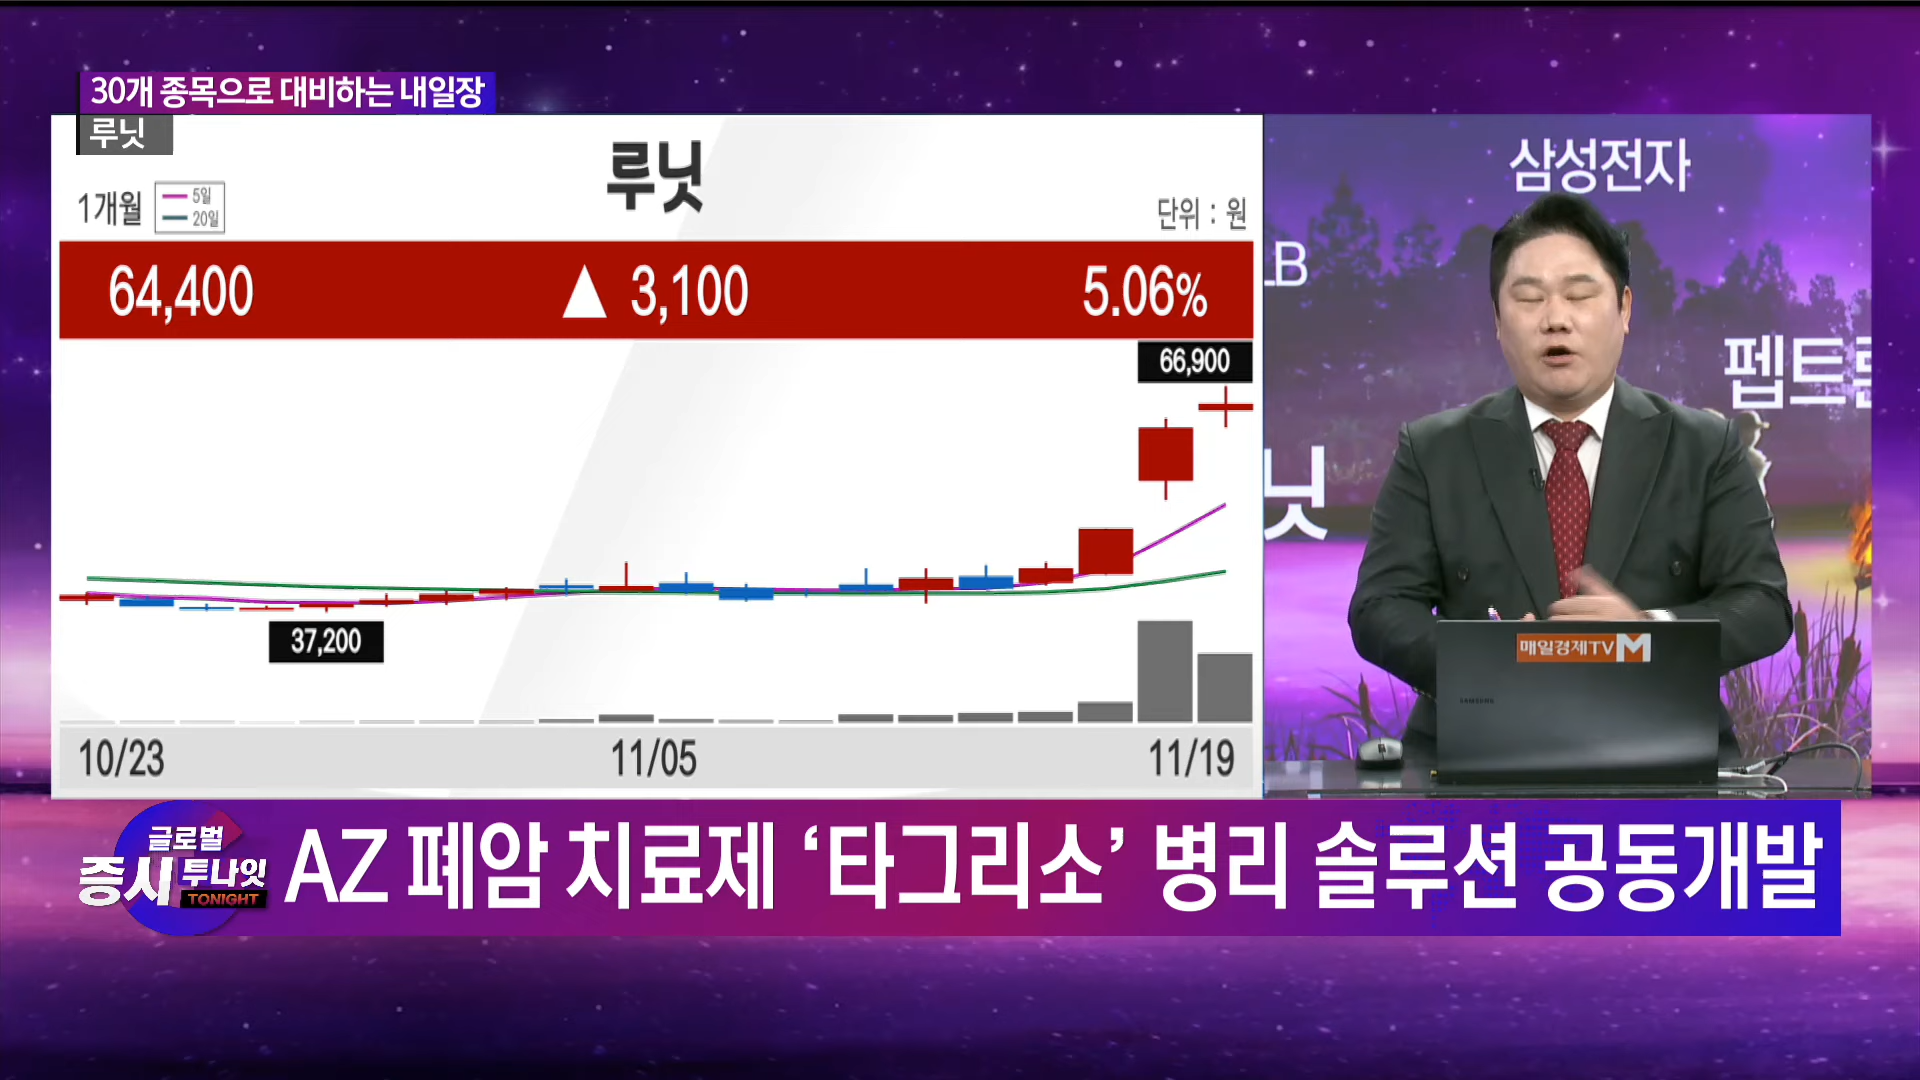 30개 종목으로 대비하는 내일장
루닛
루닛
1개월
5일
20일
단위 : 원
64,400 ▲ 3,100 5.06%
66,900
37,200
10/23 11/05 11/19
삼성전자
LB
펩트
닛
매일경제TV M
SAMSUNG
글로벌
증시 투나잇
TONIGHT
AZ 폐암 치료제 ‘타그리소’ 병리 솔루션 공동개발